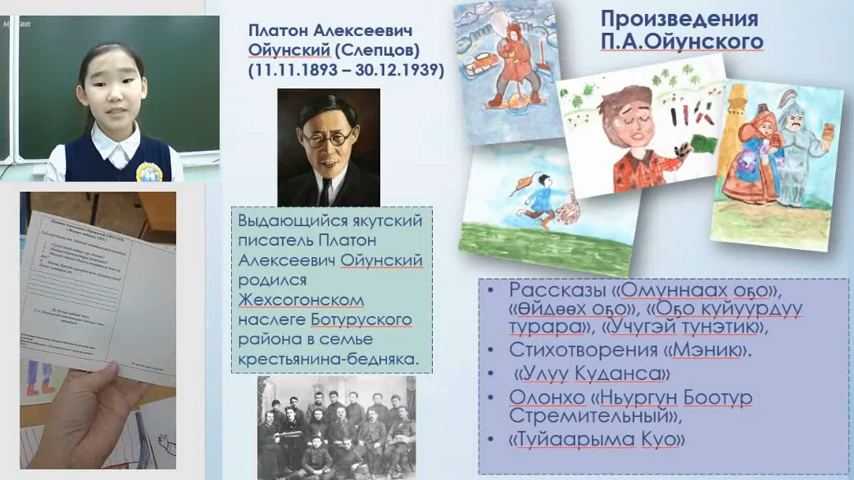 Платон Алексеевич
Ойунский (Слепцов)
(11.11.1893 – 30.12.1939)
Произведения
П.А.Ойунского
Выдающийся якутский
писатель Платон
Алексеевич Ойунский
родился
Жехсогонском
наслеге Ботуруского
района в семье
крестьянина-бедняка.
• Рассказы «Омуннаах оҕо»,
«Өйдөөх оҕо», «Оҕо куйуурдуу
турара», «Учугэй тунэтик»,
• Стихотворения «Мэник».
• «Улуу Куданса»
• Олонхо «Ньургун Боотур
Стремительный»,
• «Туйаарыма Куо»